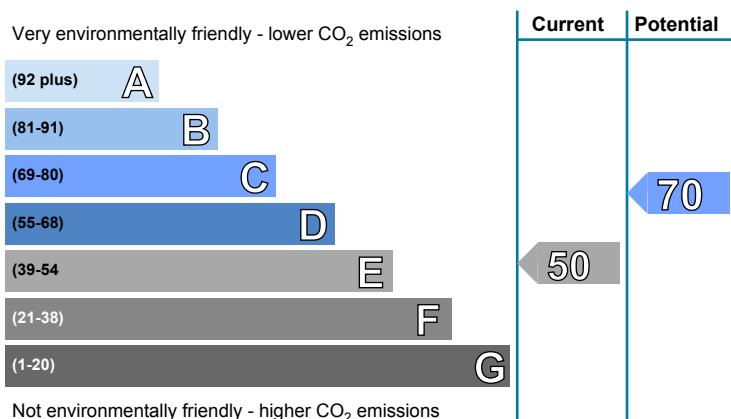 Very environmentally friendly - lower CO2 emissions
Current
Potential
(92 plus) A
(81-91) B
(69-80) C
70
(55-68) D
(39-54 E
50
(21-38) F
(1-20) G
Not environmentally friendly - higher CO2 emissions